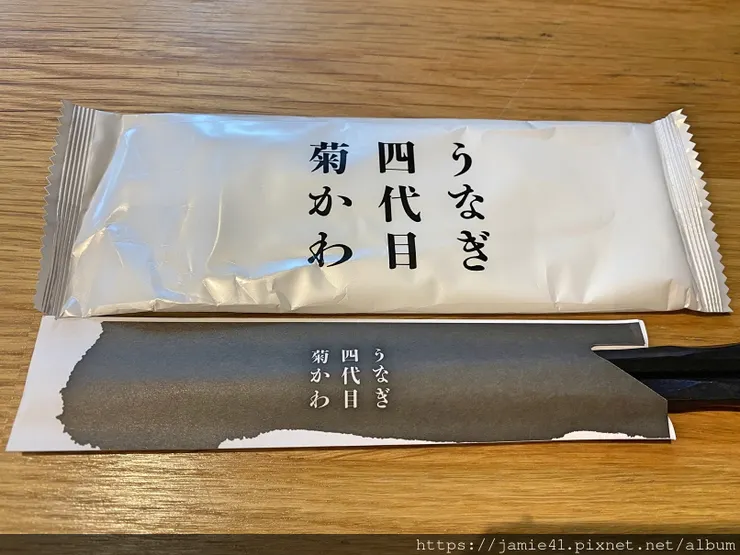 うなぎ
四代目
菊かわ
うなぎ
四代目
菊かわ
https://jamie41.pixnet.net/album